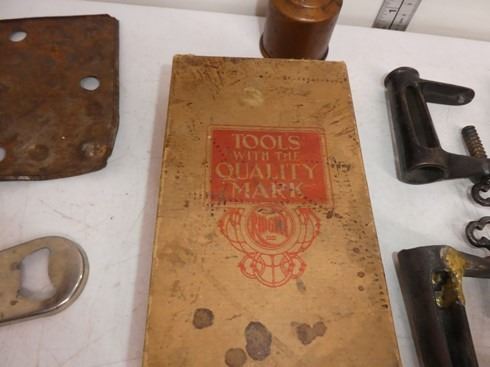 TOOLS
WITH THE
QUALITY
MARK